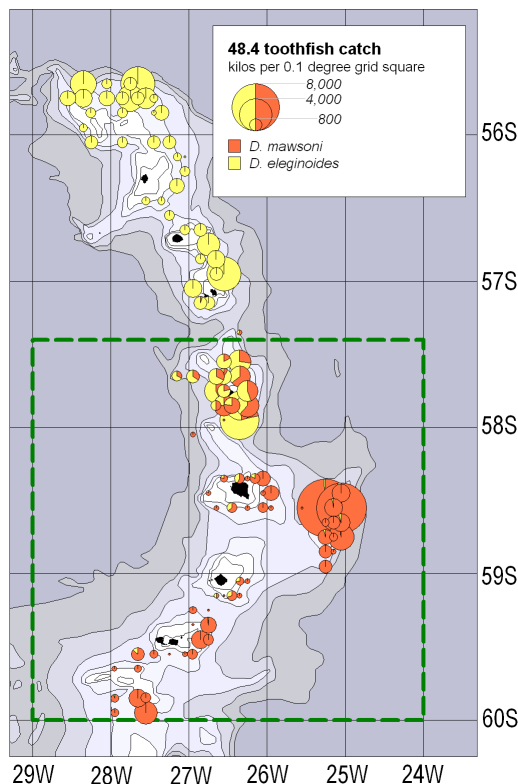 48.4 toothfish catch
kilos per 0.1 degree grid square
8,000
4,000
800
D. mawsoni
D. eleginoides
56S
57S
58S
59S
60S
29W 28W 27W 26W 25W 24W